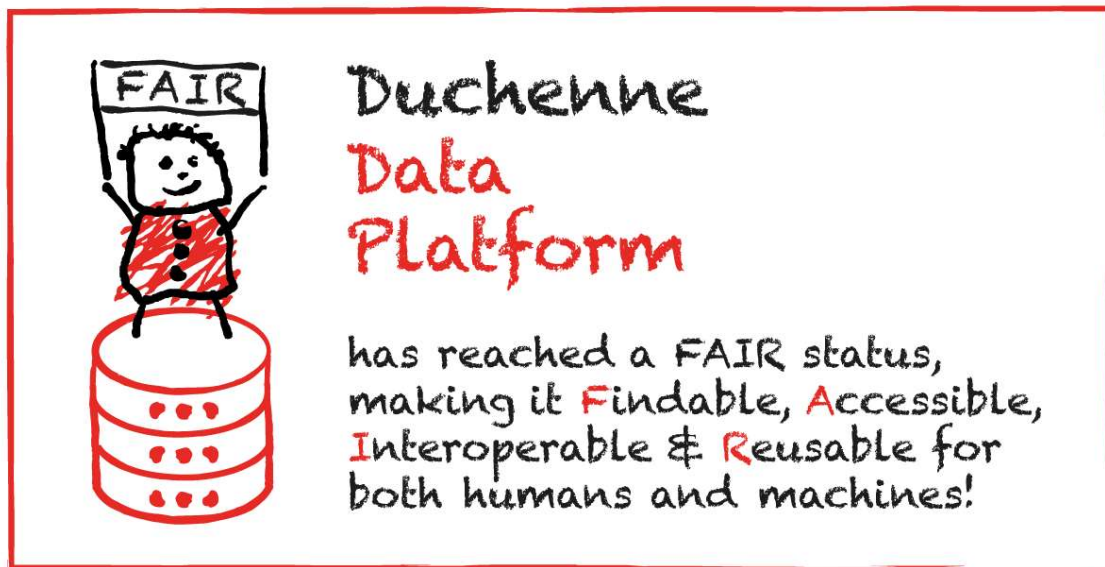 FAIR
Duchenne
Data
Platform
has reached a FAIR status,
making it Findable, Accessible,
Interoperable & Reusable for
both humans and machines!